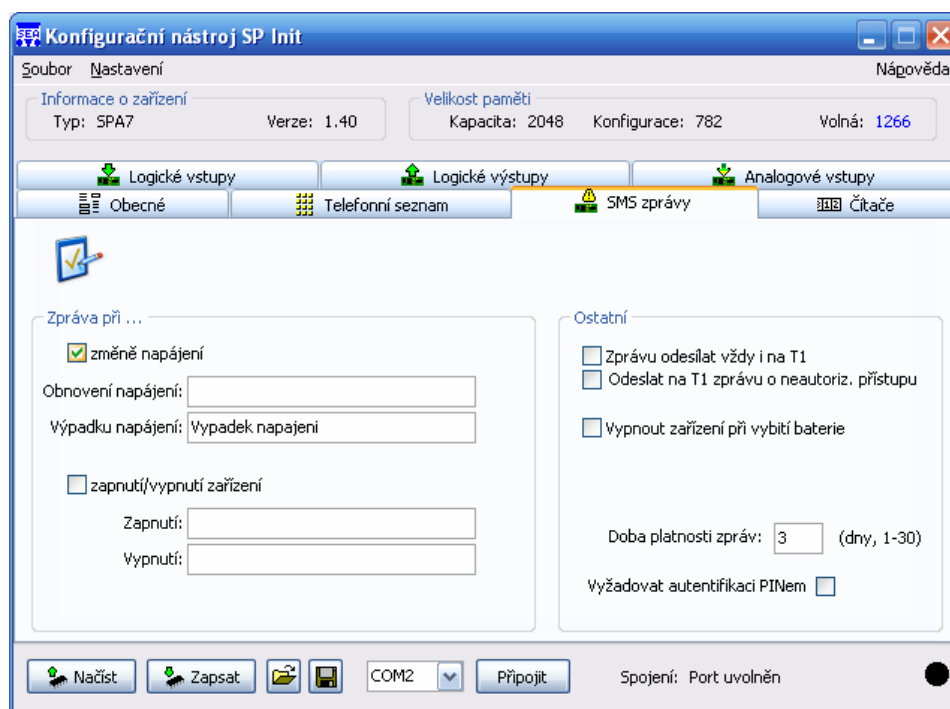 Konfigurační nástroj SP Init
Soubor Nastavení Nápověda
Informace o zařízení Velikost paměti
Typ: SPA7 Verze: 1.40 Kapacita: 2048 Konfigurace: 782 Volná: 1266
Logické vstupy Logické výstupy Analogové vstupy
Obecné Telefonní seznam SMS zprávy Čítače
Zpráva při ...
změně napájení
Obnovení napájení:
Výpadku napájení: Vypadek napajeni
zapnutí/vypnutí zařízení
Zapnutí:
Vypnutí:
Ostatní
Zprávu odesílat vždy i na T1
Odeslat na T1 zprávu o neautoriz. přístupu
Vypnout zařízení při vybití baterie
Doba platnosti zpráv: 3 (dny, 1-30)
Vyžadovat autentifikaci PINem
Načíst Zapsat COM2 Připojit Spojení: Port uvolněn